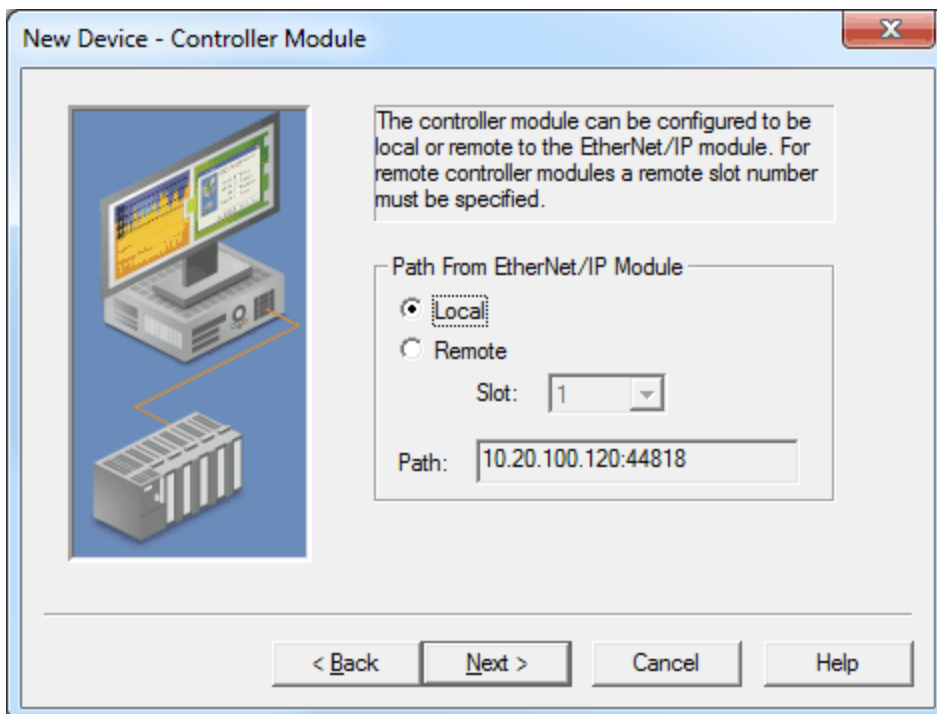 New Device - Controller Module
The controller module can be configured to be
local or remote to the EtherNet/IP module. For
remote controller modules a remote slot number
must be specified.
Path From EtherNet/IP Module
Local
Remote
Slot: 1
Path: 10.20.100.120:44818
< Back Next > Cancel Help